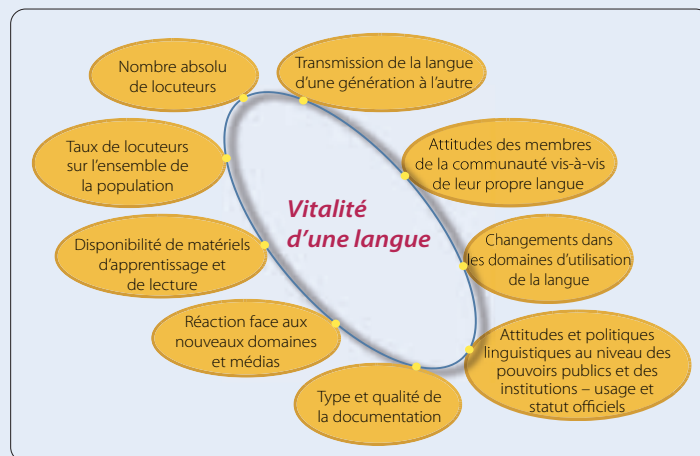 Nombre absolu
de locuteurs
Transmission de la langue
d'une génération à l'autre
Taux de locuteurs
sur l'ensemble de
la population
Attitudes des membres
de la communauté vis-à-vis
de leur propre langue
Vitalité
d'une langue
Disponibilité de matériels
d'apprentissage et
de lecture
Changements dans
les domaines d'utilisation
de la langue
Réaction face aux
nouveaux domaines
et médias
Attitudes et politiques
linguistiques au niveau des
pouvoirs publics et des
institutions – usage et
statut officiels
Type et qualité de
la documentation